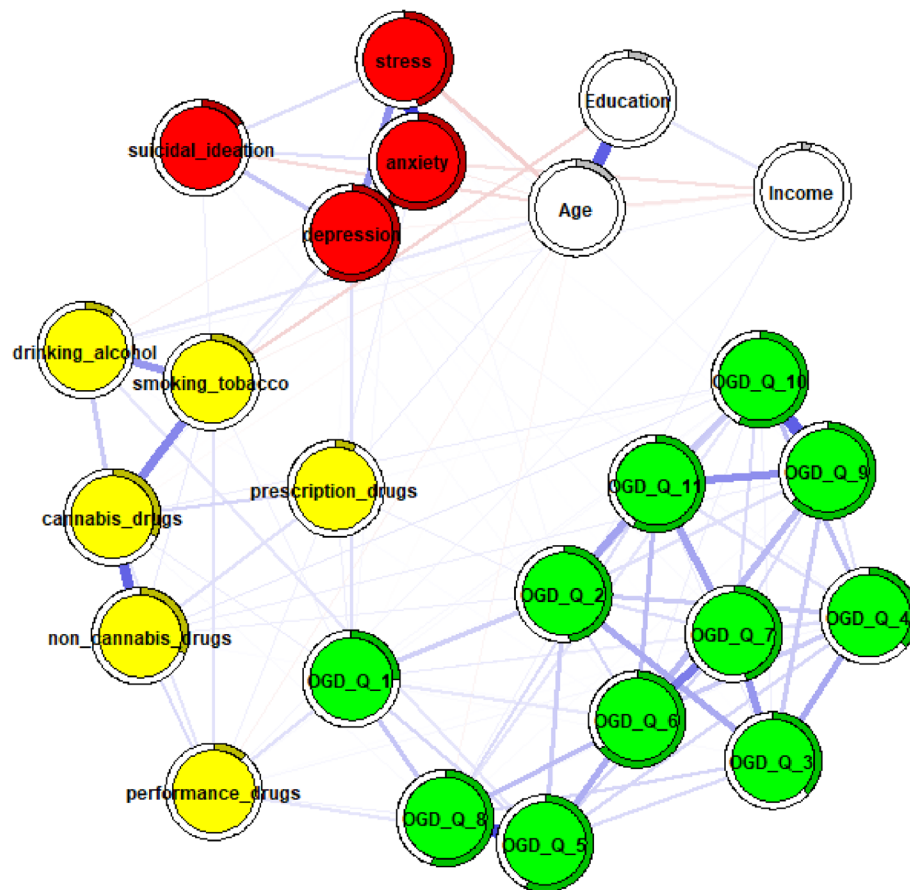 stress
Education
suicidal_ideation
anxiety
Income
Age
depression
drinking_alcohol
smoking_tobacco
OGD_Q_10
OGD_Q_9
OGD_Q_11
prescription_drugs
cannabis_drugs
OGD_Q_2
OGD_Q_4
OGD_Q_7
non_cannabis_drugs
OGD_Q_1
OGD_Q_6
OGD_Q_3
performance_drugs
OGD_Q_8
OGD_Q_5